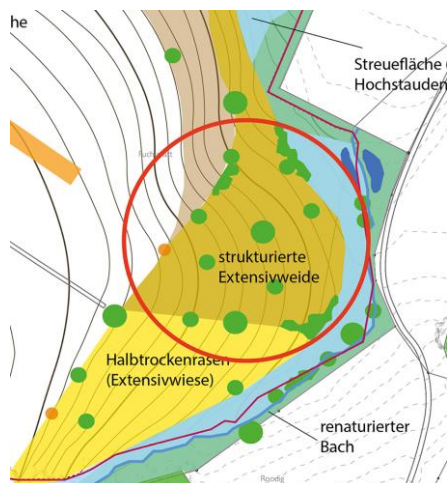 he
Streuefläche (
Hochstauden
strukturierte
Extensivweide
Halbtrockenrasen
(Extensivwiese)
renaturierter
Bach